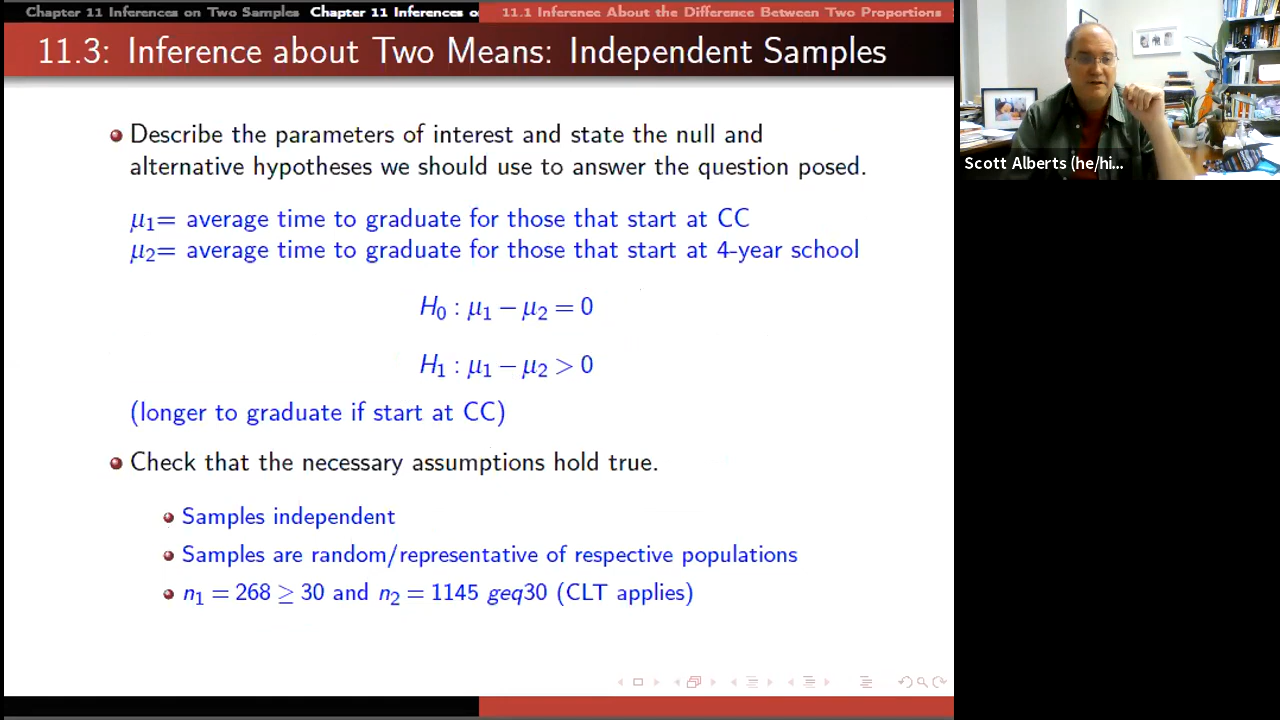 Chapter 11 Inferences on Two Samples Chapter 11 Inferences o 11.1 Inference About the Difference Between Two Proportions
11.3: Inference about Two Means: Independent Samples
Describe the parameters of interest and state the null and
alternative hypotheses we should use to answer the question posed.
μ₁= average time to graduate for those that start at CC
μ₂= average time to graduate for those that start at 4-year school
H₀ : μ₁ − μ₂ = 0
H₁ : μ₁ − μ₂ > 0
(longer to graduate if start at CC)
Check that the necessary assumptions hold true.
Samples independent
Samples are random/representative of respective populations
n₁ = 268 ≥ 30 and n₂ = 1145 geq30 (CLT applies)
Scott Alberts (he/hi...